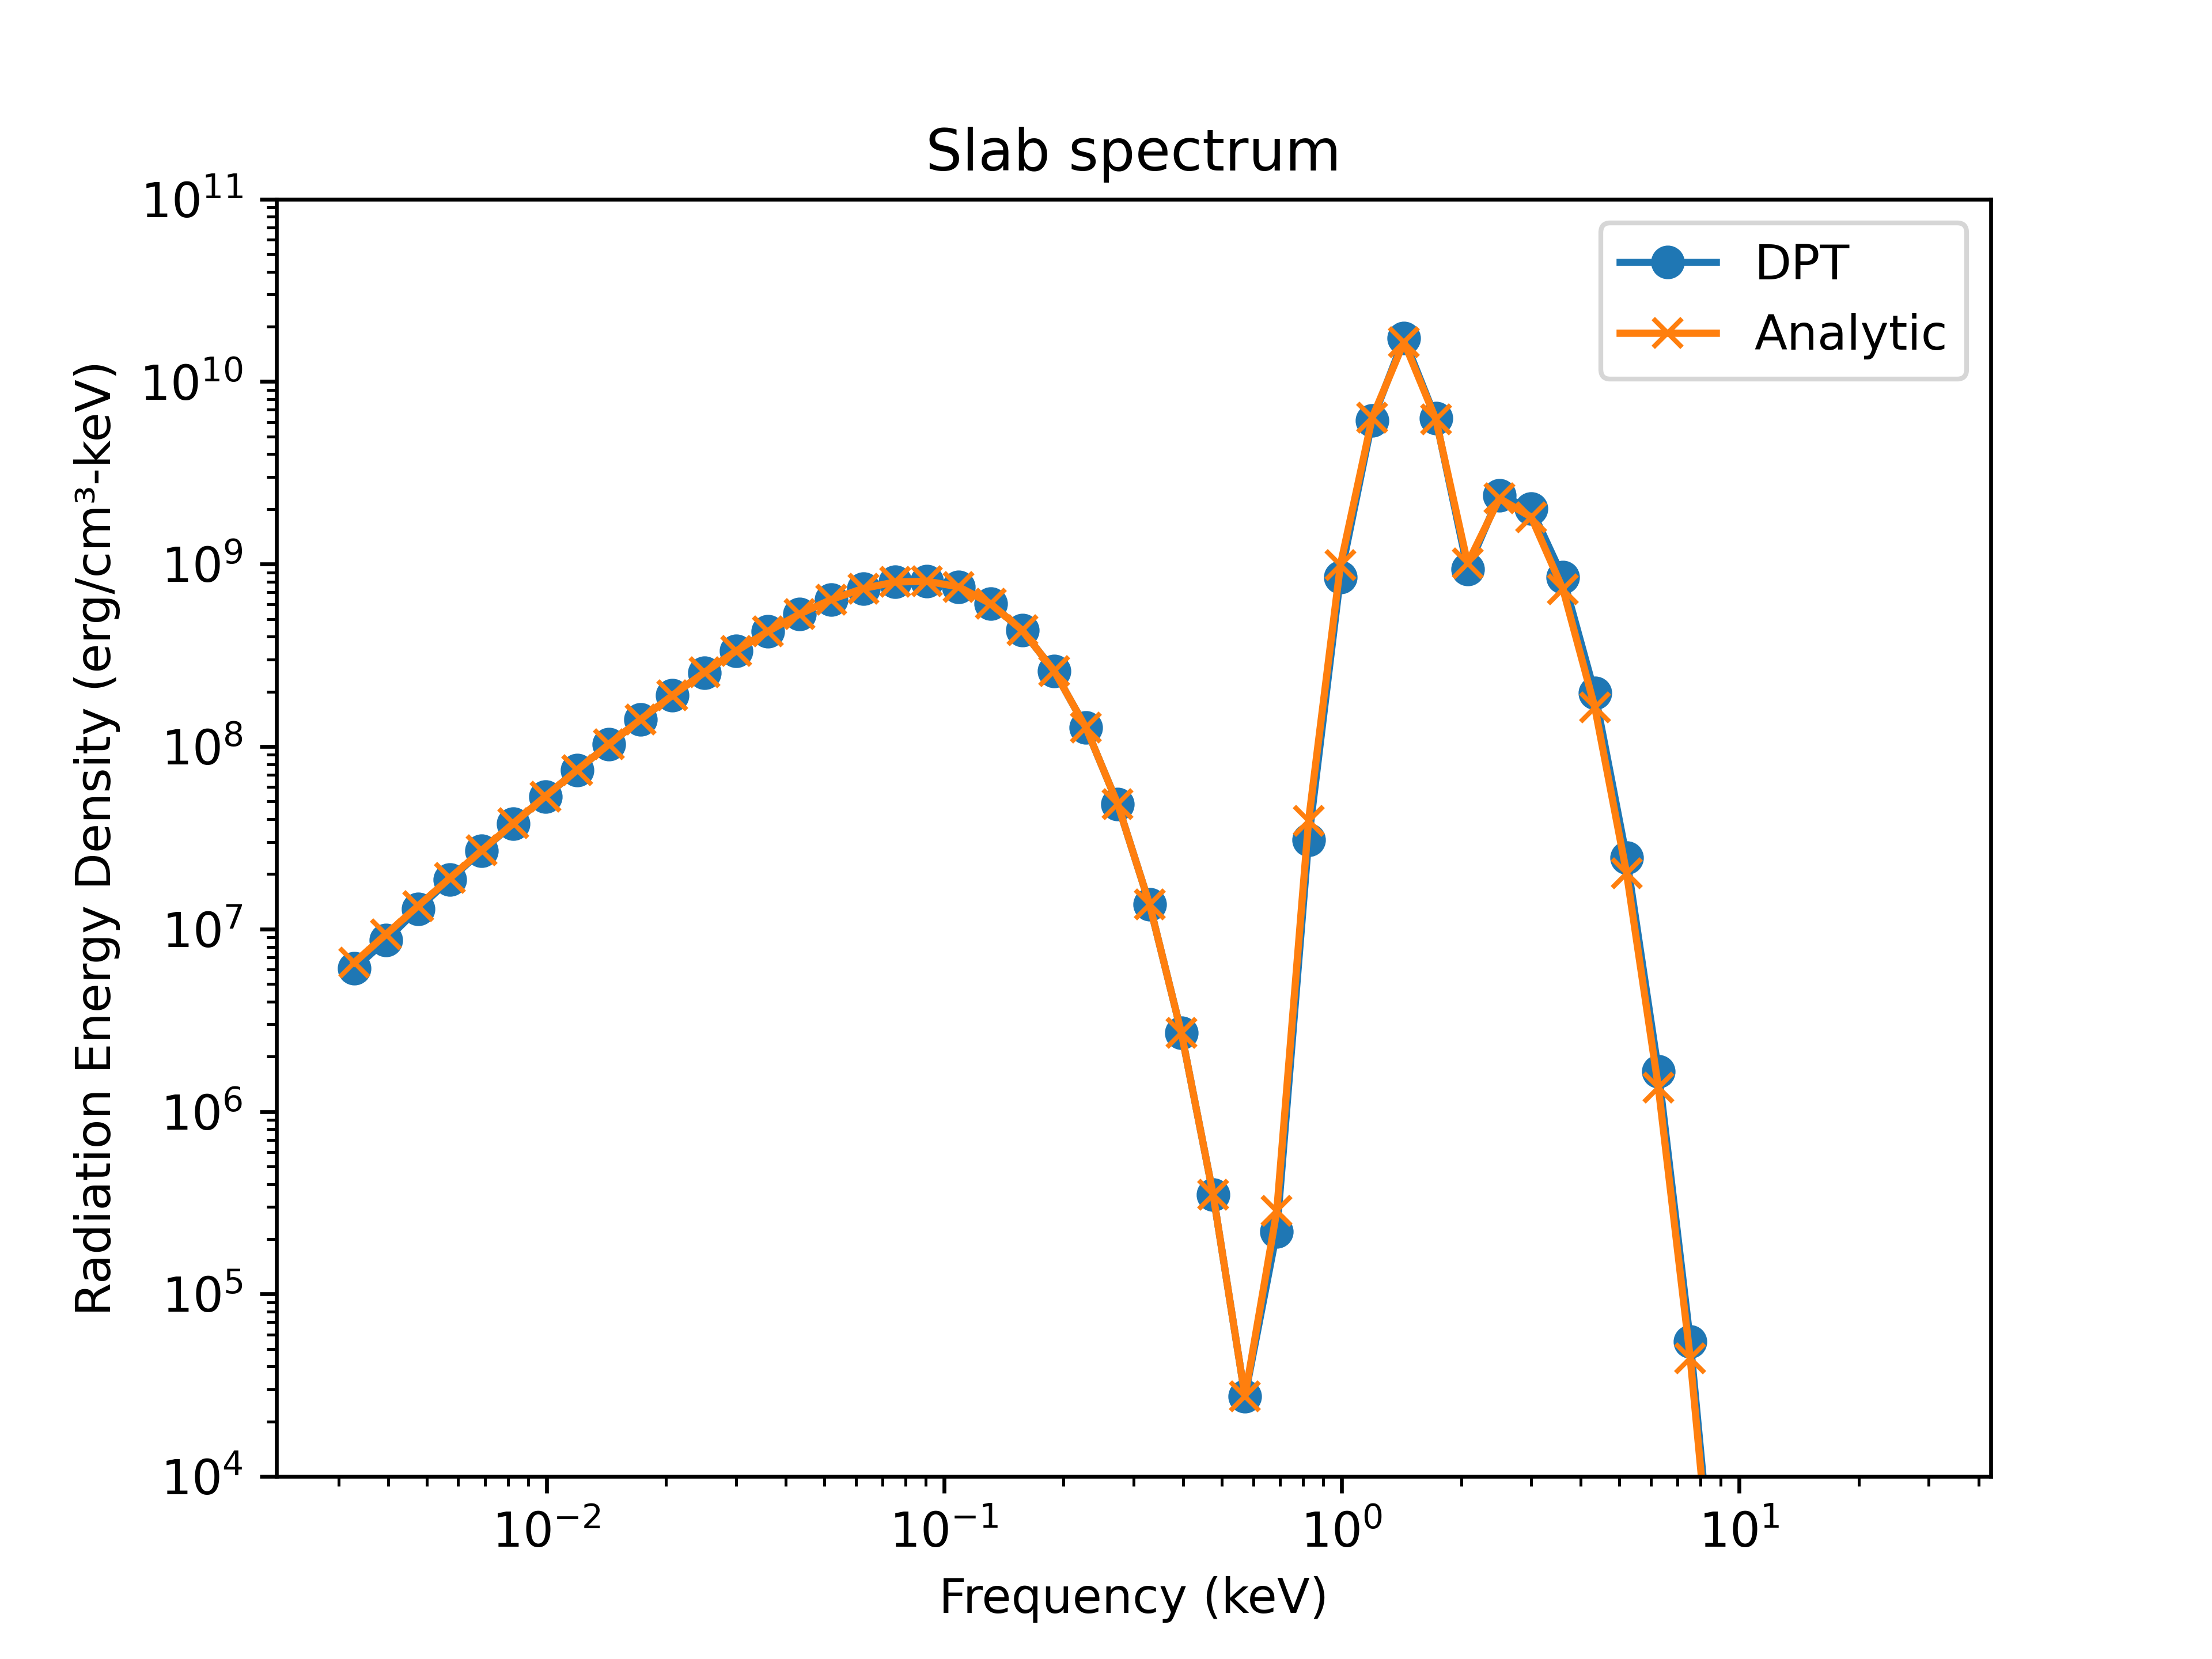 Slab spectrum
10¹¹
10¹⁰
10⁹
10⁸
10⁷
10⁶
10⁵
10⁴
Radiation Energy Density (erg/cm³-keV)
DPT
Analytic
10⁻² 10⁻¹ 10⁰ 10¹
Frequency (keV)